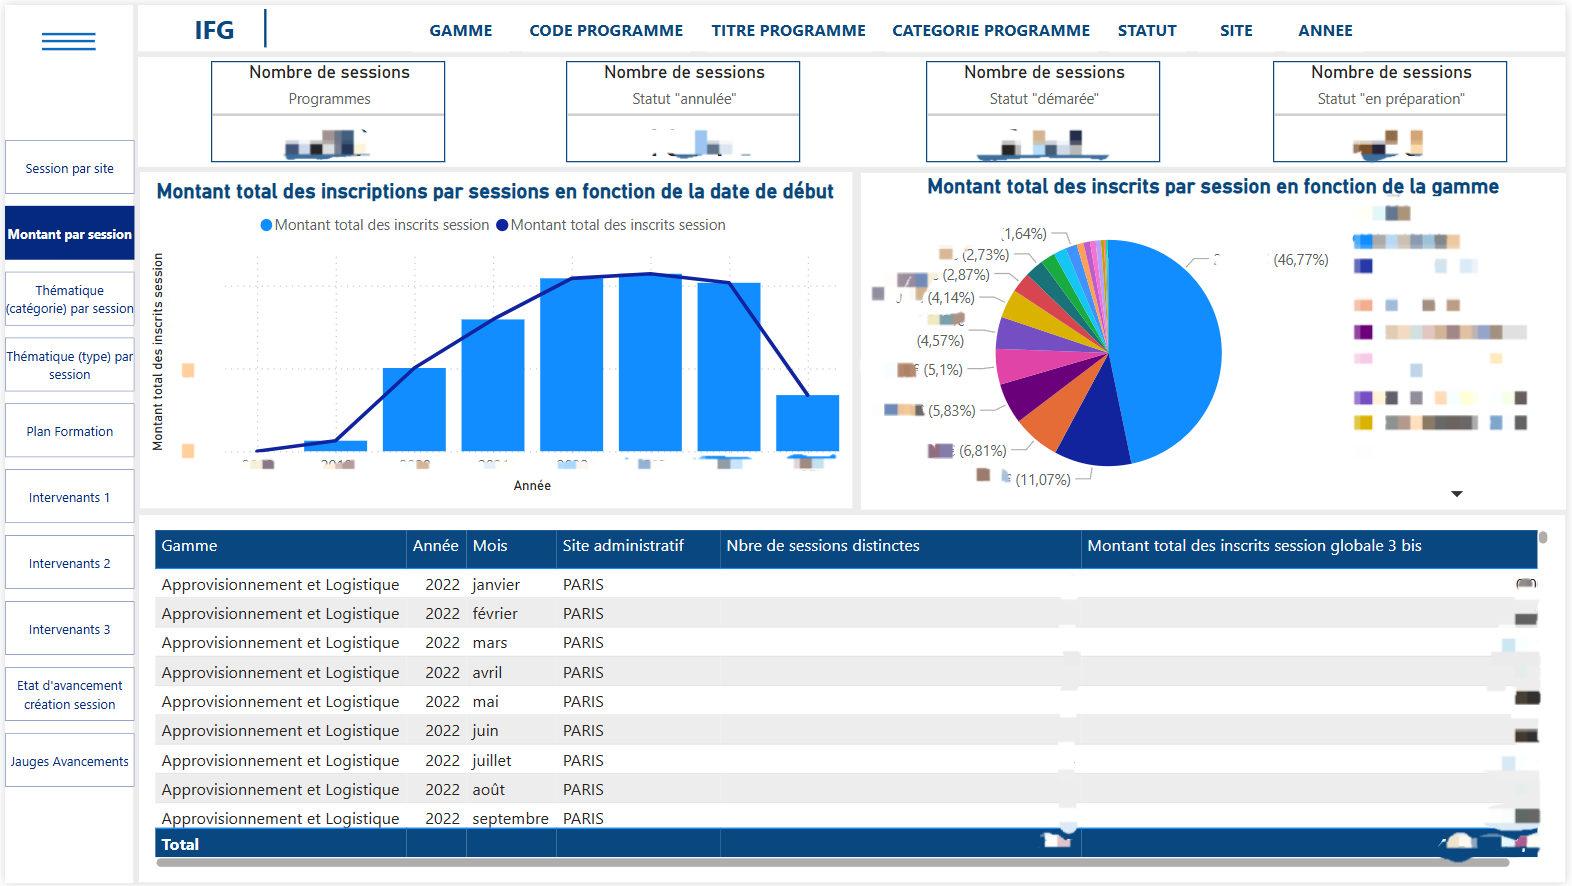 IFG
GAMME
CODE PROGRAMME
TITRE PROGRAMME
CATEGORIE PROGRAMME
STATUT
SITE
ANNEE
Nombre de sessions
Programmes
Nombre de sessions
Statut "annulée"
Nombre de sessions
Statut "démarée"
Nombre de sessions
Statut "en préparation"
Session par site
Montant par session
Thématique
(catégorie) par session
Thématique (type) par
session
Plan Formation
Intervenants 1
Intervenants 2
Intervenants 3
Etat d'avancement
création session
Jauges Avancements
Montant total des inscriptions par sessions en fonction de la date de début
Montant total des inscrits session
Montant total des inscrits session
Montant total des inscrits session
Année
Montant total des inscrits par session en fonction de la gamme
(1,64%)
(2,73%)
(2,87%)
(4,14%)
(4,57%)
(5,1%)
(5,83%)
(6,81%)
(11,07%)
(46,77%)
Gamme Année Mois Site administratif Nbre de sessions distinctes Montant total des inscrits session globale 3 bis
Approvisionnement et Logistique 2022 janvier PARIS
Approvisionnement et Logistique 2022 février PARIS
Approvisionnement et Logistique 2022 mars PARIS
Approvisionnement et Logistique 2022 avril PARIS
Approvisionnement et Logistique 2022 mai PARIS
Approvisionnement et Logistique 2022 juin PARIS
Approvisionnement et Logistique 2022 juillet PARIS
Approvisionnement et Logistique 2022 août PARIS
Approvisionnement et Logistique 2022 septembre PARIS
Total